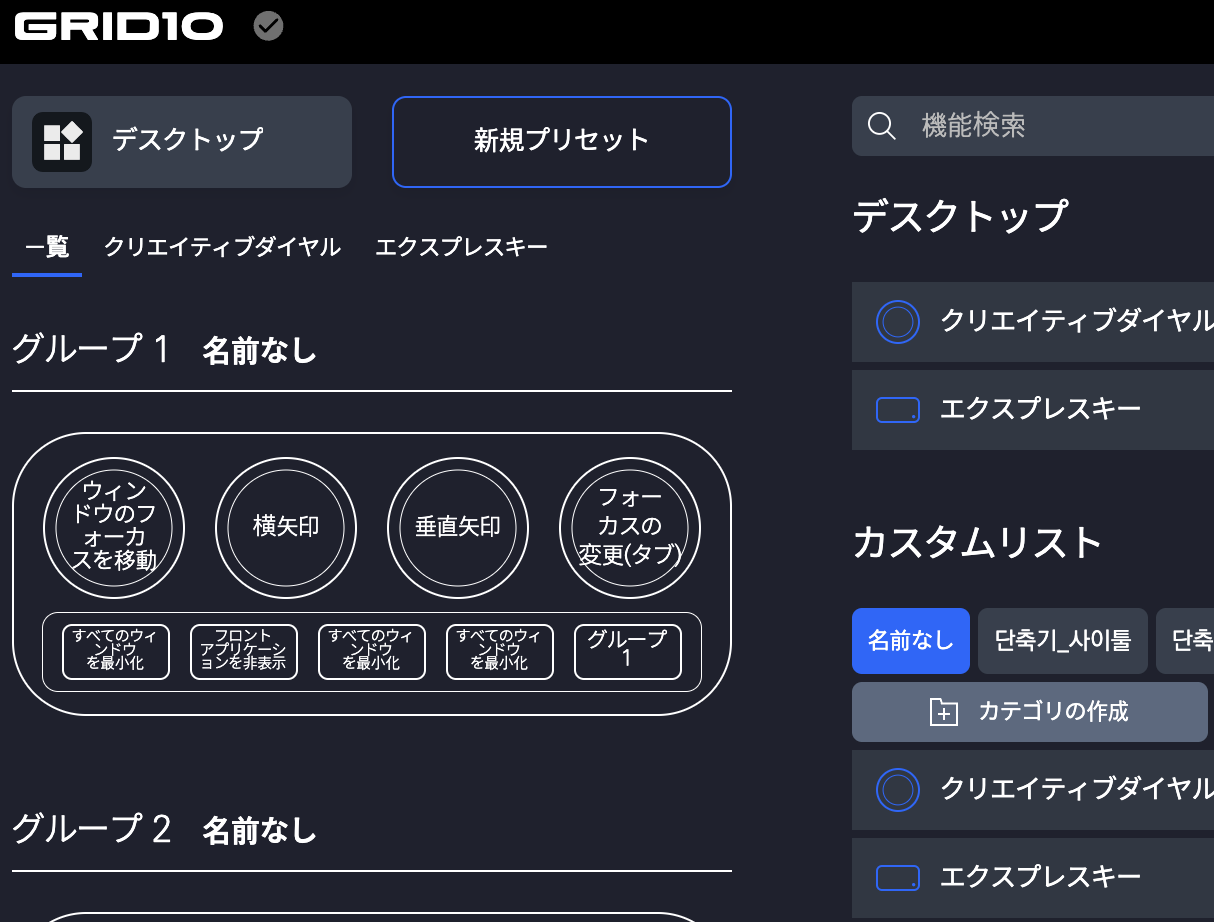 GRID10
デスクトップ
新規プリセット
機能検索
一覧
クリエイティブダイヤル
エクスプレスキー
グループ 1
名前なし
ウィン
ドウのフ
ォーカ
スを移動
横矢印
垂直矢印
フォー
カスの
変更(タブ)
すべてのウィ
ンドウ
を最小化
フロント
アプリケーシ
ョンを非表示
すべてのウィ
ンドウ
を最小化
すべてのウィ
ンドウ
を最小化
グループ
1
グループ 2
名前なし
デスクトップ
クリエイティブダイヤル
エクスプレスキー
カスタムリスト
名前なし
단축기_사이툴
단축
カテゴリの作成
クリエイティブダイヤル
エクスプレスキー